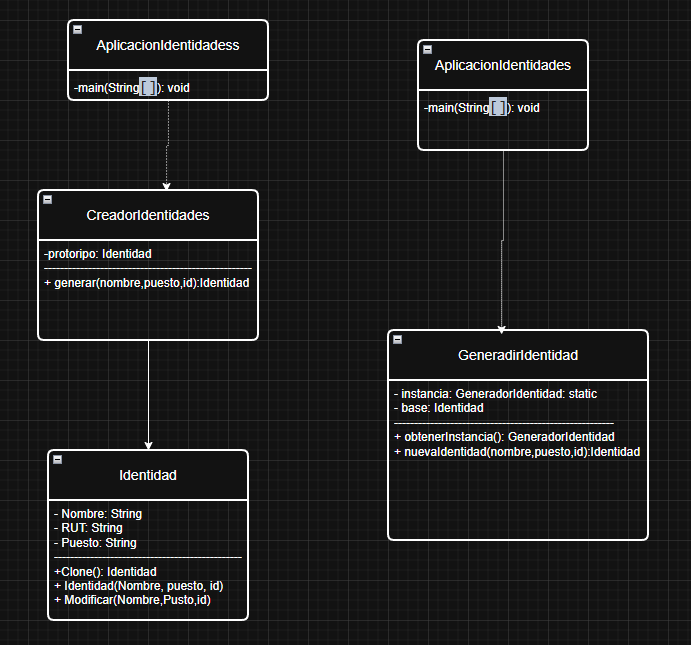 AplicacionIdentidadess
-main(String[ ]): void
CreadorIdentidades
-protoripo: Identidad
+ generar(nombre,puesto,id):Identidad
Identidad
- Nombre: String
- RUT: String
- Puesto: String
+Clone(): Identidad
+ Identidad(Nombre, puesto, id)
+ Modificar(Nombre,Pusto,id)
AplicacionIdentidades
-main(String[ ]): void
GeneradirIdentidad
- instancia: GeneradorIdentidad: static
- base: Identidad
+ obtenerInstancia(): GeneradorIdentidad
+ nuevaIdentidad(nombre,puesto,id):Identidad